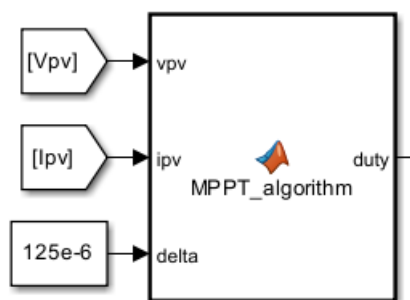 [Vpv]
vpv
[Ipv]
ipv
duty
MPPT_algorithm
125e-6
delta